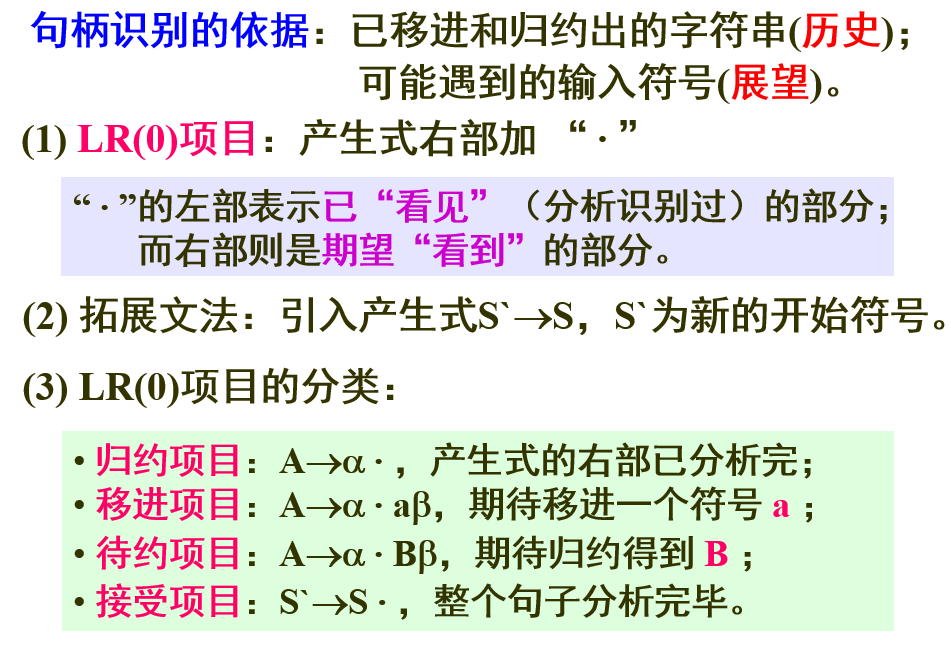 句柄识别的依据：已移进和归约出的字符串(历史)；
可能遇到的输入符号(展望)。
(1) LR(0)项目：产生式右部加 “ · ”
“ · ”的左部表示已“看见”（分析识别过）的部分；
而右部则是期望“看到”的部分。
(2) 拓展文法：引入产生式S`→S，S`为新的开始符号。
(3) LR(0)项目的分类：
• 归约项目：A→α · ，产生式的右部已分析完；
• 移进项目：A→α · aβ，期待移进一个符号 a ；
• 待约项目：A→α · Bβ，期待归约得到 B ；
• 接受项目：S`→S · ，整个句子分析完毕。